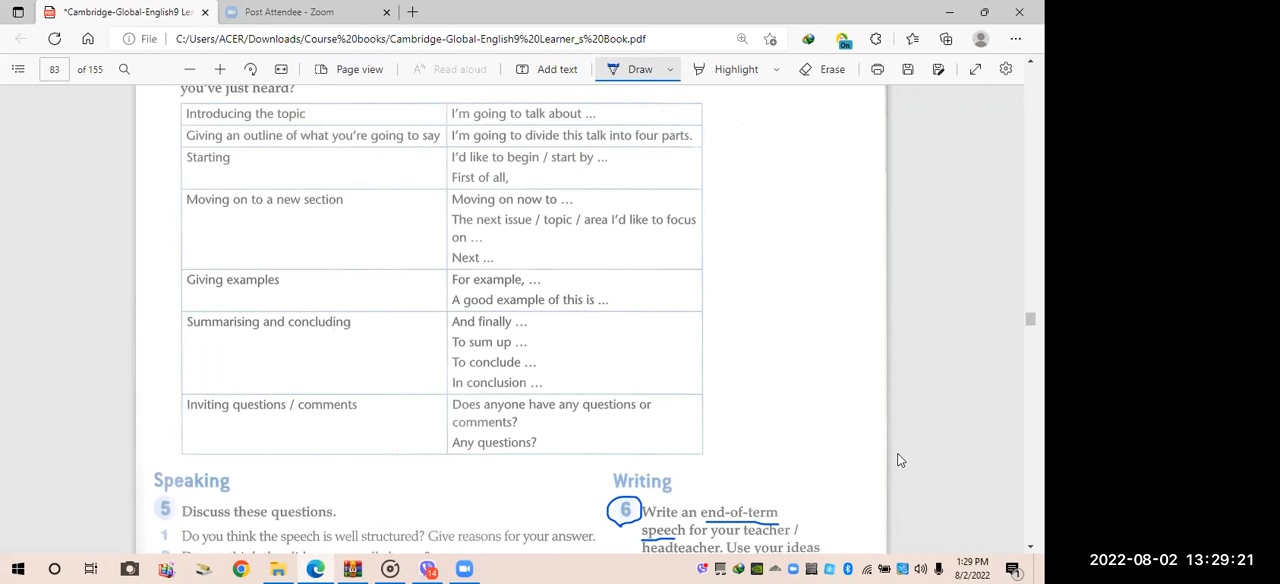 *Cambridge-Global-English9 Lea
Post Attendee - Zoom
File
C:/Users/ACER/Downloads/Course%20books/Cambridge-Global-English9%20Learner_s%20Book.pdf
83 of 155
Page view
Read aloud
Add text
Draw
Highlight
Erase
you've just heard?
Introducing the topic I'm going to talk about ...
Giving an outline of what you're going to say I'm going to divide this talk into four parts.
Starting I'd like to begin / start by ...
First of all,
Moving on to a new section Moving on now to ...
The next issue / topic / area I'd like to focus
on ...
Next ...
Giving examples For example, ...
A good example of this is ...
Summarising and concluding And finally ...
To sum up ...
To conclude ...
In conclusion ...
Inviting questions / comments Does anyone have any questions or
comments?
Any questions?
Speaking
5 Discuss these questions.
1 Do you think the speech is well structured? Give reasons for your answer.
Writing
6 Write an end-of-term
speech for your teacher /
headteacher. Use your ideas
1:29 PM
8/2/2022
2022-08-02 13:29:21